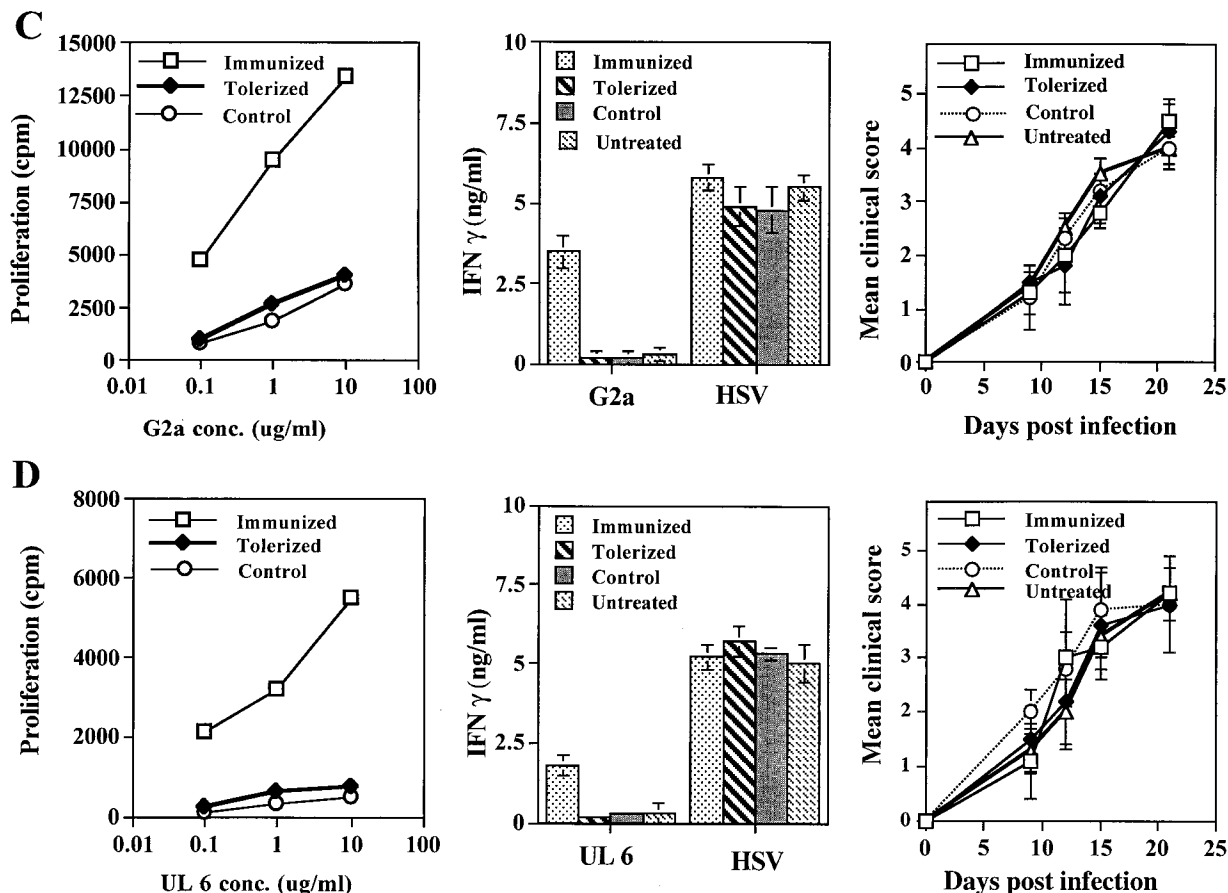 C
15000
12500
10000
7500
5000
2500
0
Proliferation (cpm)
Immunized
Tolerized
Control
0.01 0.1 1 10 100
G2a conc. (ug/ml)
10
7.5
5
2.5
0
IFN γ (ng/ml)
Immunized
Tolerized
Control
Untreated
G2a HSV
5
4
3
2
1
0
Mean clinical score
Immunized
Tolerized
Control
Untreated
0 5 10 15 20 25
Days post infection
D
8000
6000
4000
2000
0
Proliferation (cpm)
Immunized
Tolerized
Control
0.01 0.1 1 10 100
UL 6 conc. (ug/ml)
10
7.5
5
2.5
0
IFN γ (ng/ml)
Immunized
Tolerized
Control
Untreated
UL 6 HSV
5
4
3
2
1
0
Mean clinical score
Immunized
Tolerized
Control
Untreated
0 5 10 15 20 25
Days post infection